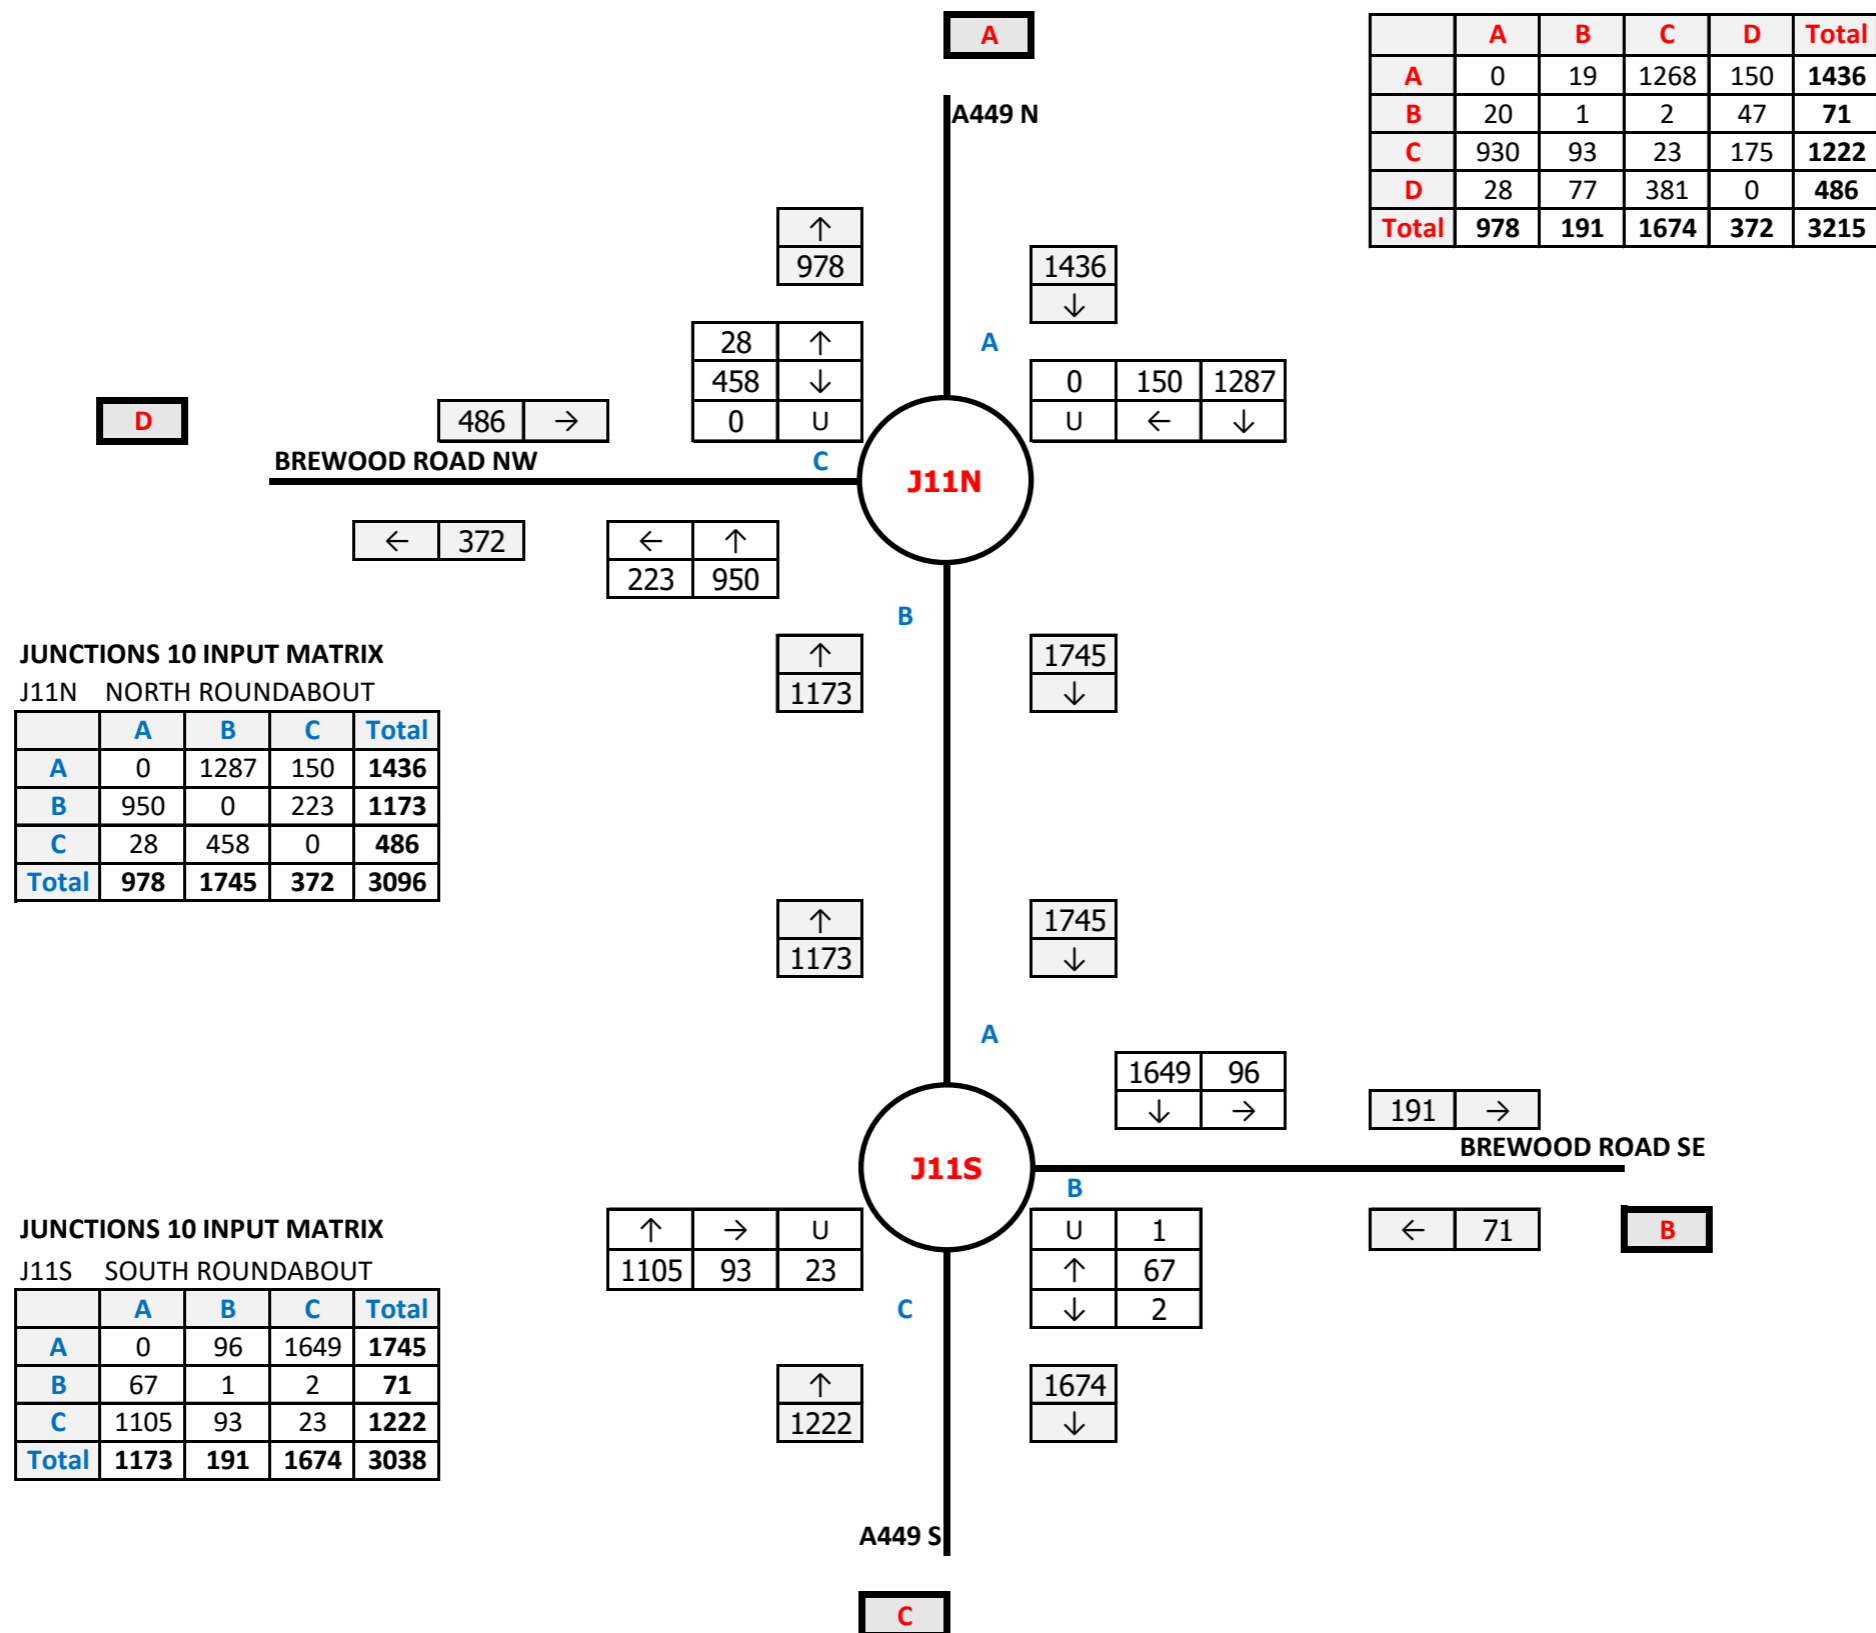 A
A B C D Total
A 0 19 1268 150 1436
B 20 1 2 47 71
C 930 93 23 175 1222
D 28 77 381 0 486
Total 978 191 1674 372 3215
A449 N
↑
978
1436
↓
A
28 ↑
458 ↓
0 U
0 150 1287
U ← ↓
D
486 →
BREWOOD ROAD NW
C
J11N
← 372
← ↑
223 950
B
↑
1173
1745
↓
JUNCTIONS 10 INPUT MATRIX
J11N NORTH ROUNDABOUT
A B C Total
A 0 1287 150 1436
B 950 0 223 1173
C 28 458 0 486
Total 978 1745 372 3096
↑
1173
1745
↓
A
1649 96
↓ →
191 →
BREWOOD ROAD SE
J11S
B
↑ → U
1105 93 23
U 1
↑ 67
↓ 2
← 71
B
C
JUNCTIONS 10 INPUT MATRIX
J11S SOUTH ROUNDABOUT
A B C Total
A 0 96 1649 1745
B 67 1 2 71
C 1105 93 23 1222
Total 1173 191 1674 3038
↑
1222
1674
↓
A449 S
C